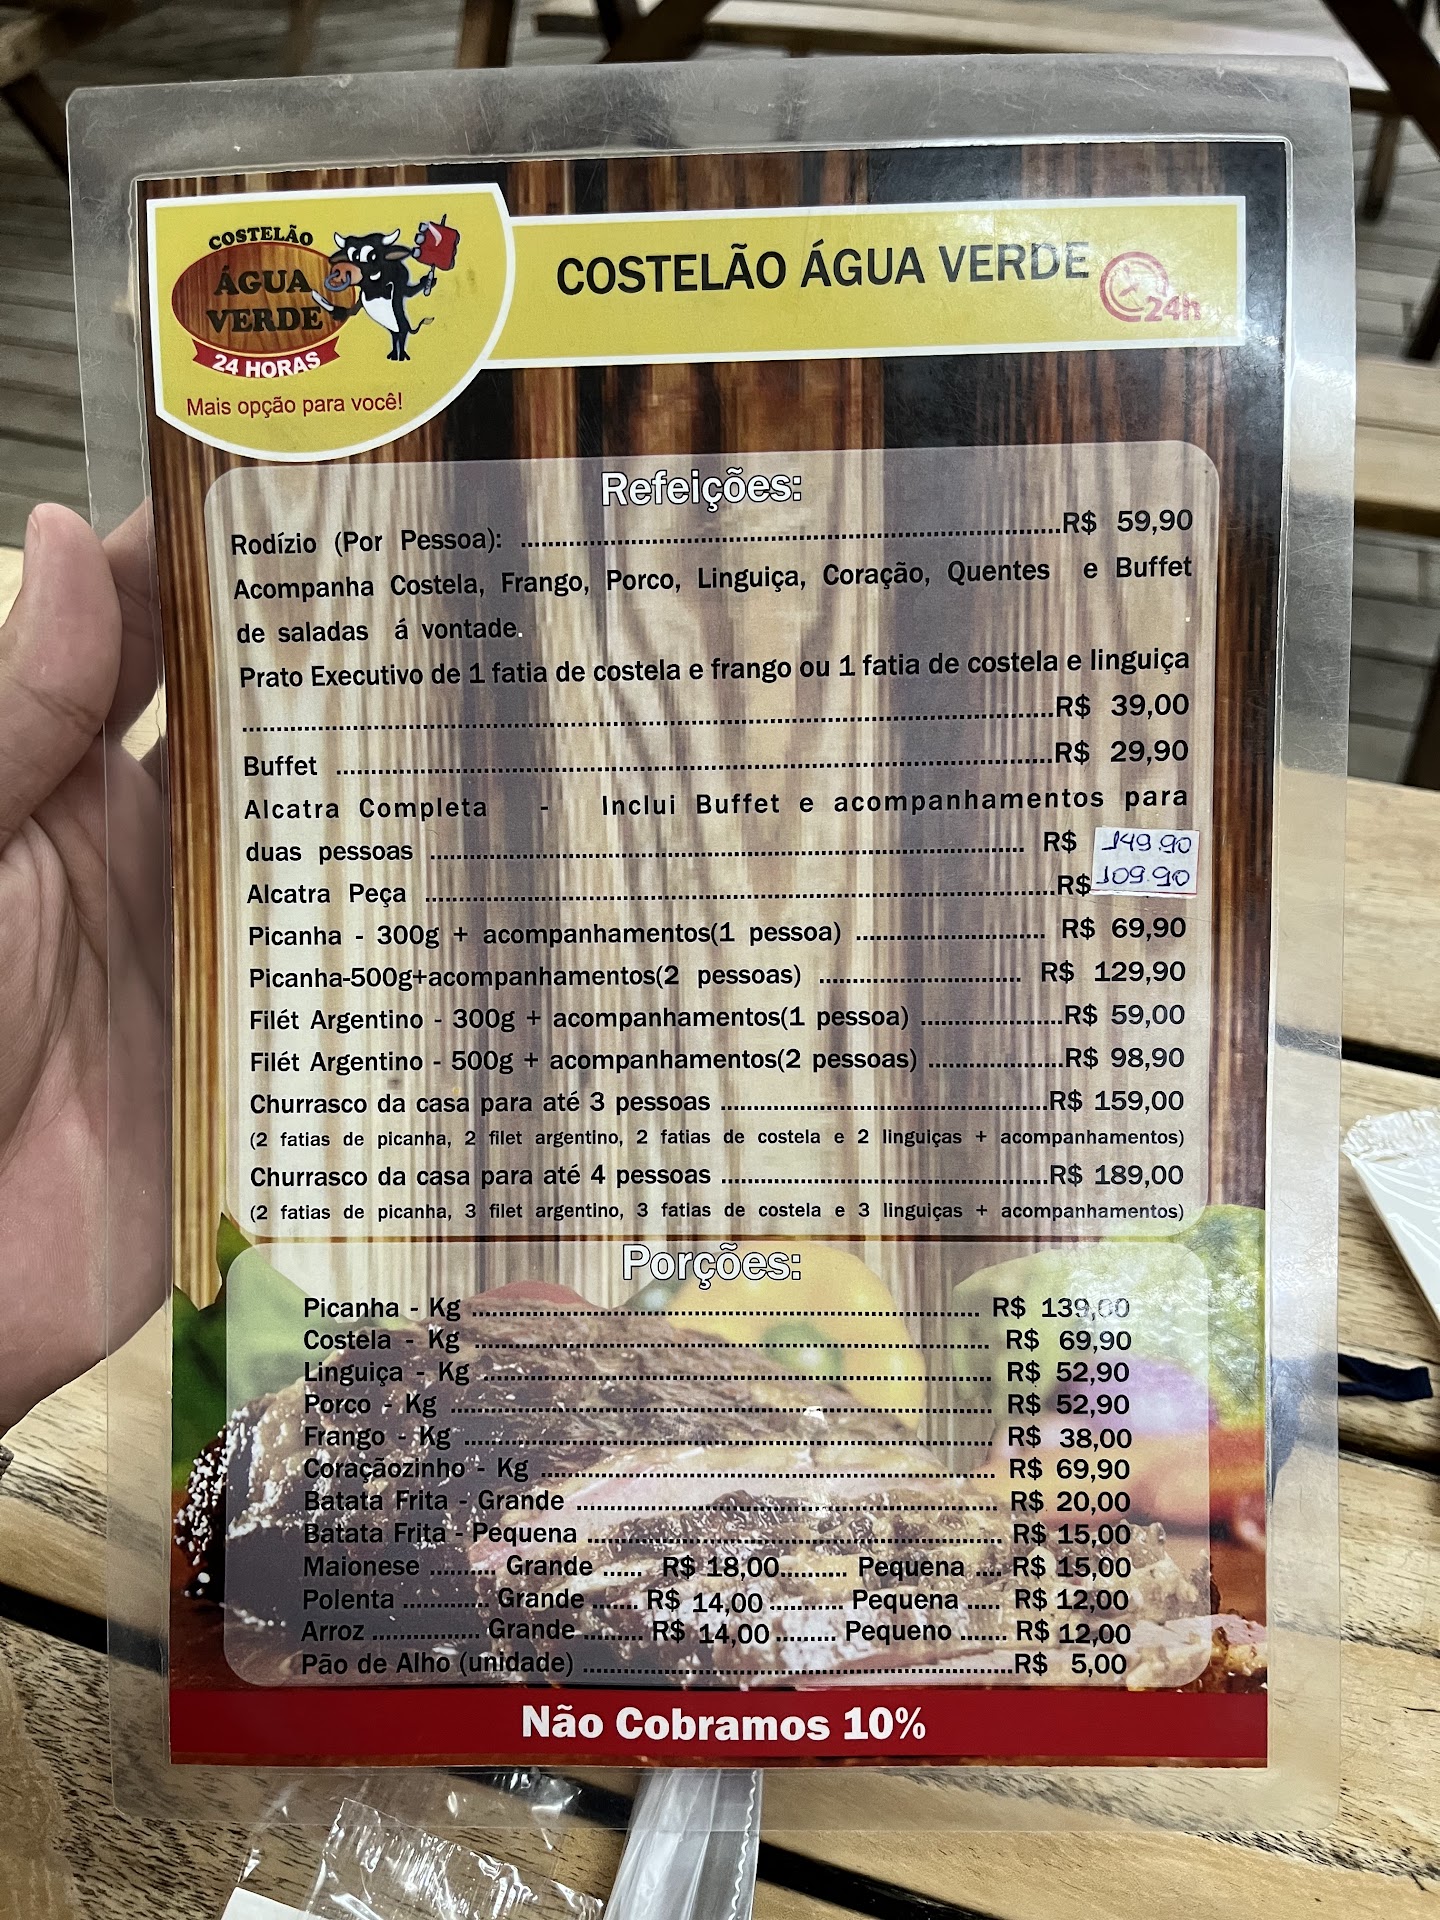 COSTELÃO
ÁGUA
VERDE
24 HORAS
Mais opção para você!
COSTELÃO ÁGUA VERDE
24h
Refeições:
Rodízio (Por Pessoa): ........ R$ 59,90
Acompanha Costela, Frango, Porco, Linguiça, Coração, Quentes e Buffet
de saladas á vontade.
Prato Executivo de 1 fatia de costela e frango ou 1 fatia de costela e linguiça
........ R$ 39,00
Buffet ........ R$ 29,90
Alcatra Completa - Inclui Buffet e acompanhamentos para
duas pessoas ........ R$ 149.90
Alcatra Peça ........ R$ 109.90
Picanha - 300g + acompanhamentos(1 pessoa) ........ R$ 69,90
Picanha-500g+acompanhamentos(2 pessoas) ........ R$ 129,90
Filét Argentino - 300g + acompanhamentos(1 pessoa) ........ R$ 59,00
Filét Argentino - 500g + acompanhamentos(2 pessoas) ........ R$ 98,90
Churrasco da casa para até 3 pessoas ........ R$ 159,00
(2 fatias de picanha, 2 filet argentino, 2 fatias de costela e 2 linguiças + acompanhamentos)
Churrasco da casa para até 4 pessoas ........ R$ 189,00
(2 fatias de picanha, 3 filet argentino, 3 fatias de costela e 3 linguiças + acompanhamentos)
Porções:
Picanha - Kg ........ R$ 139,00
Costela - Kg ........ R$ 69,90
Linguiça - Kg ........ R$ 52,90
Porco - Kg ........ R$ 52,90
Frango - Kg ........ R$ 38,00
Coraçãozinho - Kg ........ R$ 69,90
Batata Frita - Grande ........ R$ 20,00
Batata Frita - Pequena ........ R$ 15,00
Maionese .......... Grande ...... R$ 18,00.......... Pequena .... R$ 15,00
Polenta ............. Grande ....... R$ 14,00 ........... Pequena ..... R$ 12,00
Arroz ................ Grande ......... R$ 14,00 ......... Pequeno ....... R$ 12,00
Pão de Alho (unidade) ........ R$ 5,00
Não Cobramos 10%